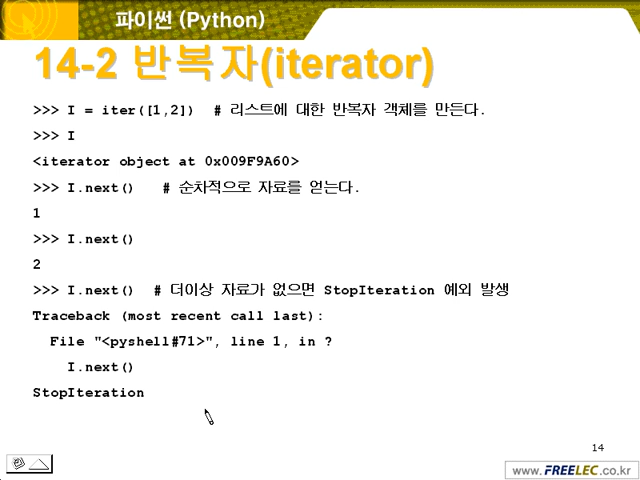 파이썬 (Python)
14-2 반복자(iterator)
>>> I = iter([1,2])  # 리스트에 대한 반복자 객체를 만든다.
>>> I
<iterator object at 0x009F9A60>
>>> I.next()   # 순차적으로 자료를 얻는다.
1
>>> I.next()
2
>>> I.next()  # 더이상 자료가 없으면 StopIteration 예외 발생
Traceback (most recent call last):
  File "<pyshell#71>", line 1, in ?
    I.next()
StopIteration
14
www.FREELEC.co.kr